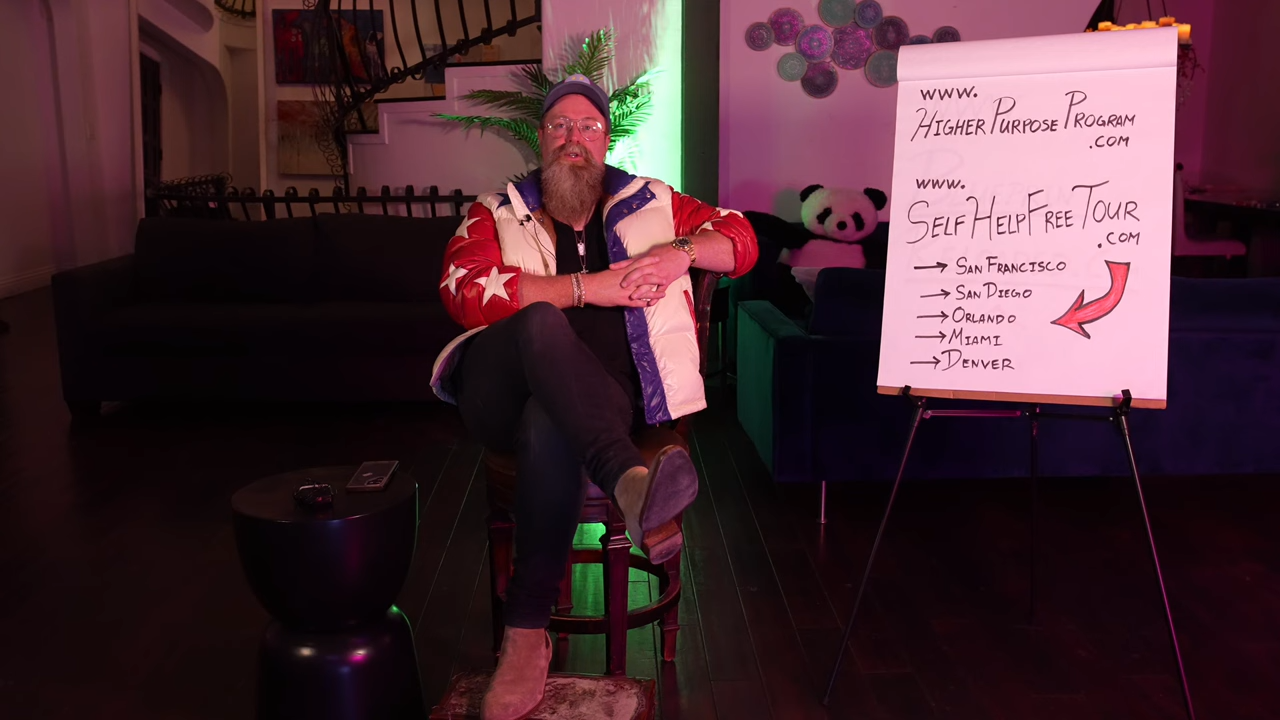 www.
HigherPurposeProgram
.com
www.
SelfHelpFreeTour
.com
→ San Francisco
→ San Diego
→ Orlando
→ Miami
→ Denver